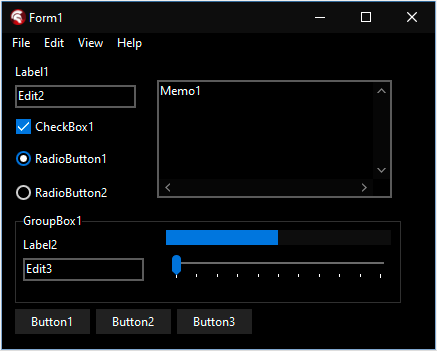 Form1
File Edit View Help
Label1
Edit2
Memo1
CheckBox1
RadioButton1
RadioButton2
GroupBox1
Label2
Edit3
Button1 Button2 Button3